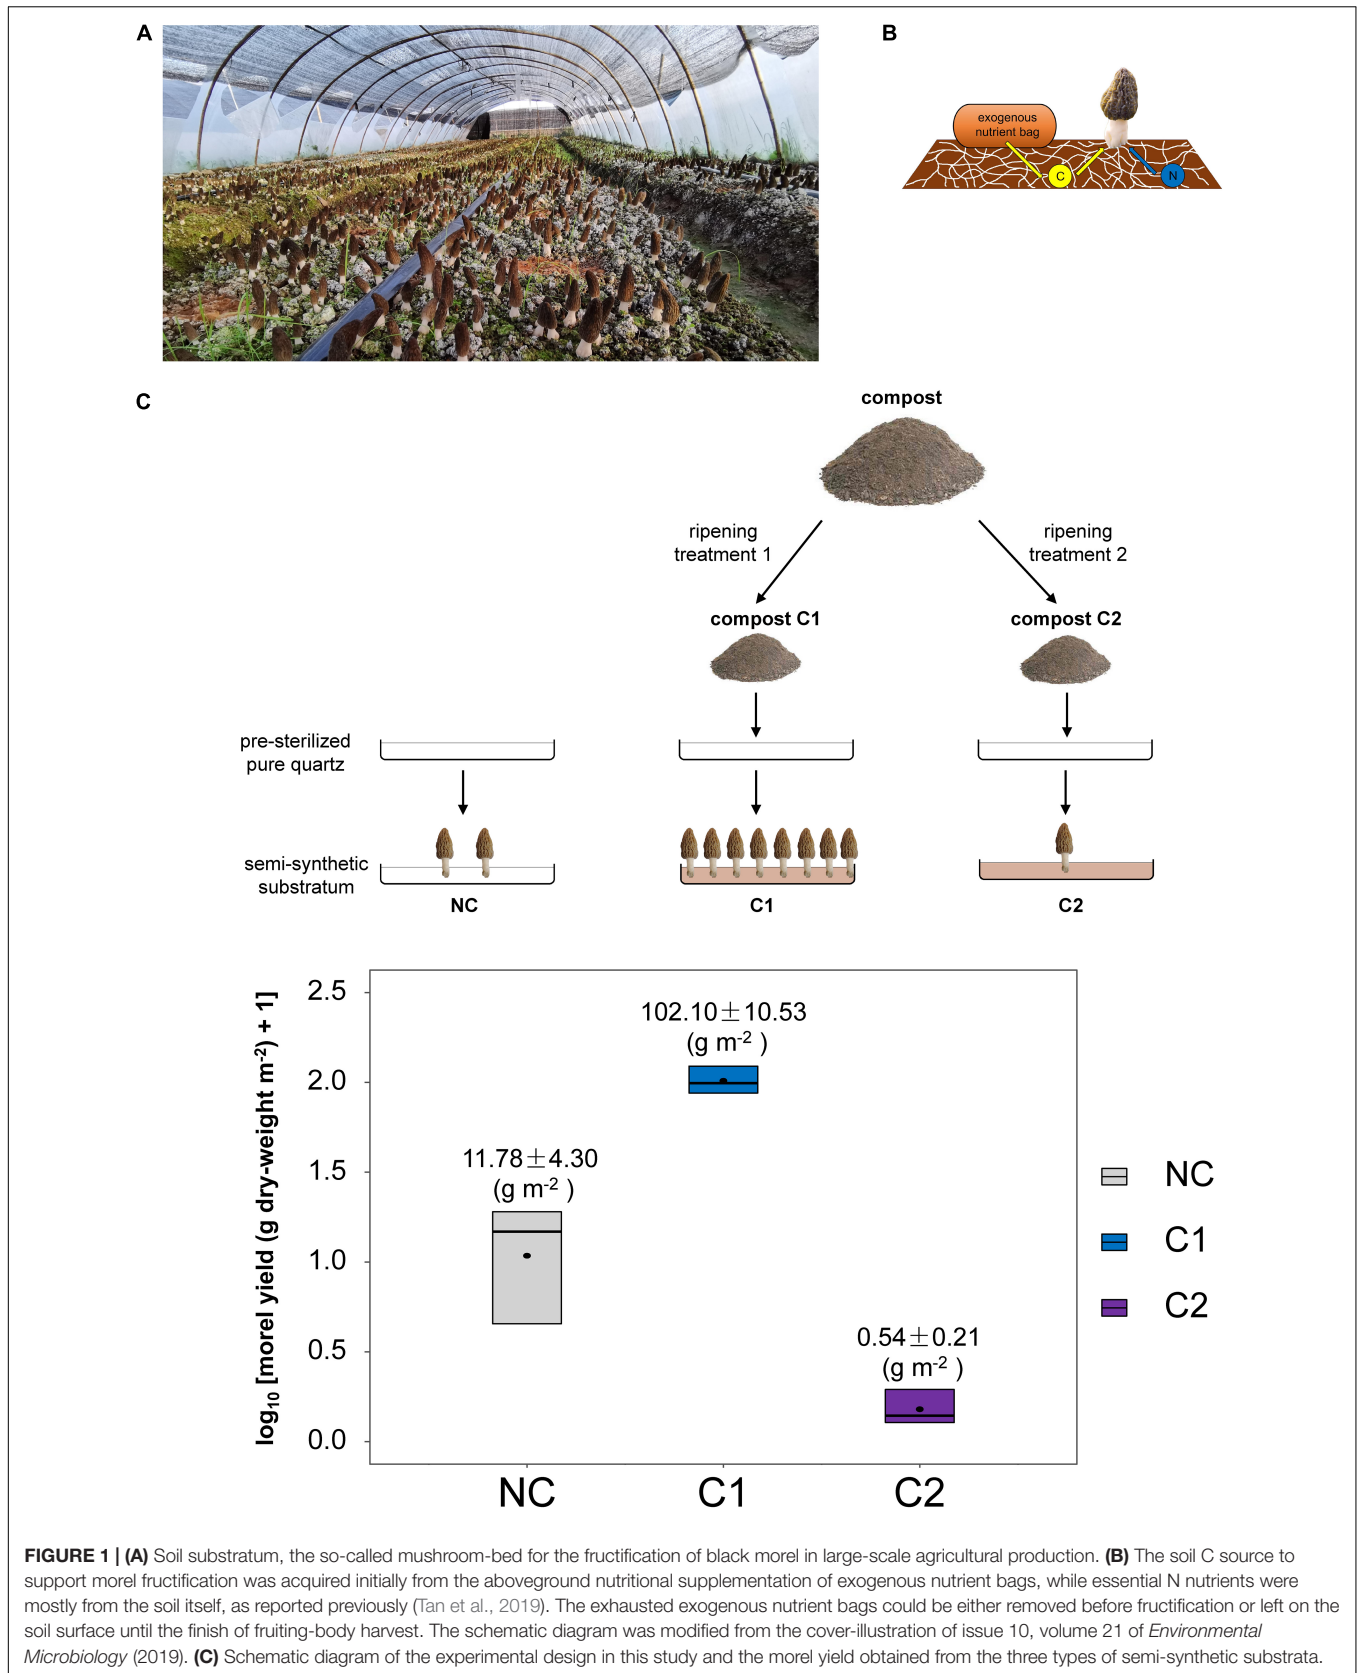 A
B
exogenous
nutrient bag
C
N
C
compost
ripening
treatment 1
ripening
treatment 2
compost C1
compost C2
pre-sterilized
pure quartz
semi-synthetic
substratum
NC
C1
C2
log10 [morel yield (g dry-weight m-2) + 1]
2.5
2.0
1.5
1.0
0.5
0.0
11.78±4.30
(g m-2 )
102.10±10.53
(g m-2 )
0.54±0.21
(g m-2 )
NC
C1
C2
NC
C1
C2
FIGURE 1 | (A) Soil substratum, the so-called mushroom-bed for the fructification of black morel in large-scale agricultural production. (B) The soil C source to
support morel fructification was acquired initially from the aboveground nutritional supplementation of exogenous nutrient bags, while essential N nutrients were
mostly from the soil itself, as reported previously (Tan et al., 2019). The exhausted exogenous nutrient bags could be either removed before fructification or left on the
soil surface until the finish of fruiting-body harvest. The schematic diagram was modified from the cover-illustration of issue 10, volume 21 of Environmental
Microbiology (2019). (C) Schematic diagram of the experimental design in this study and the morel yield obtained from the three types of semi-synthetic substrata.